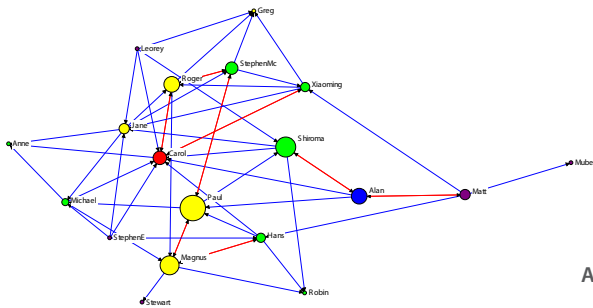 Greg
Leorey
StephenMc
Roger
Xiaoming
Jane
Shiroma
Anne
Carol
Mube
Alan
Matt
Michael
Paul
StephenE
Hans
Magnus
Robin
Stewart
A